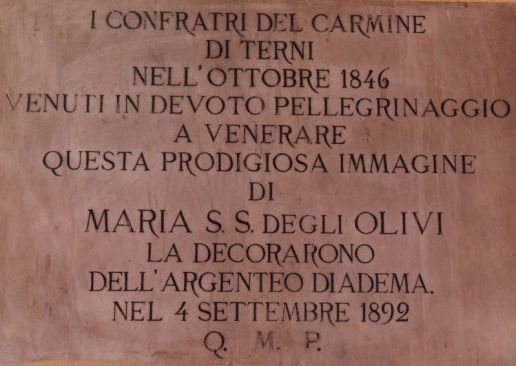 I CONFRATRI DEL CARMINE
DI TERNI
NELL'OTTOBRE 1846
VENUTI IN DEVOTO PELLEGRINAGGIO
A VENERARE
QUESTA PRODIGIOSA IMMAGINE
DI
MARIA S. S. DEGLI OLIVI
LA DECORARONO
DELL'ARGENTEO DIADEMA.
NEL 4 SETTEMBRE 1892
Q. M. P.